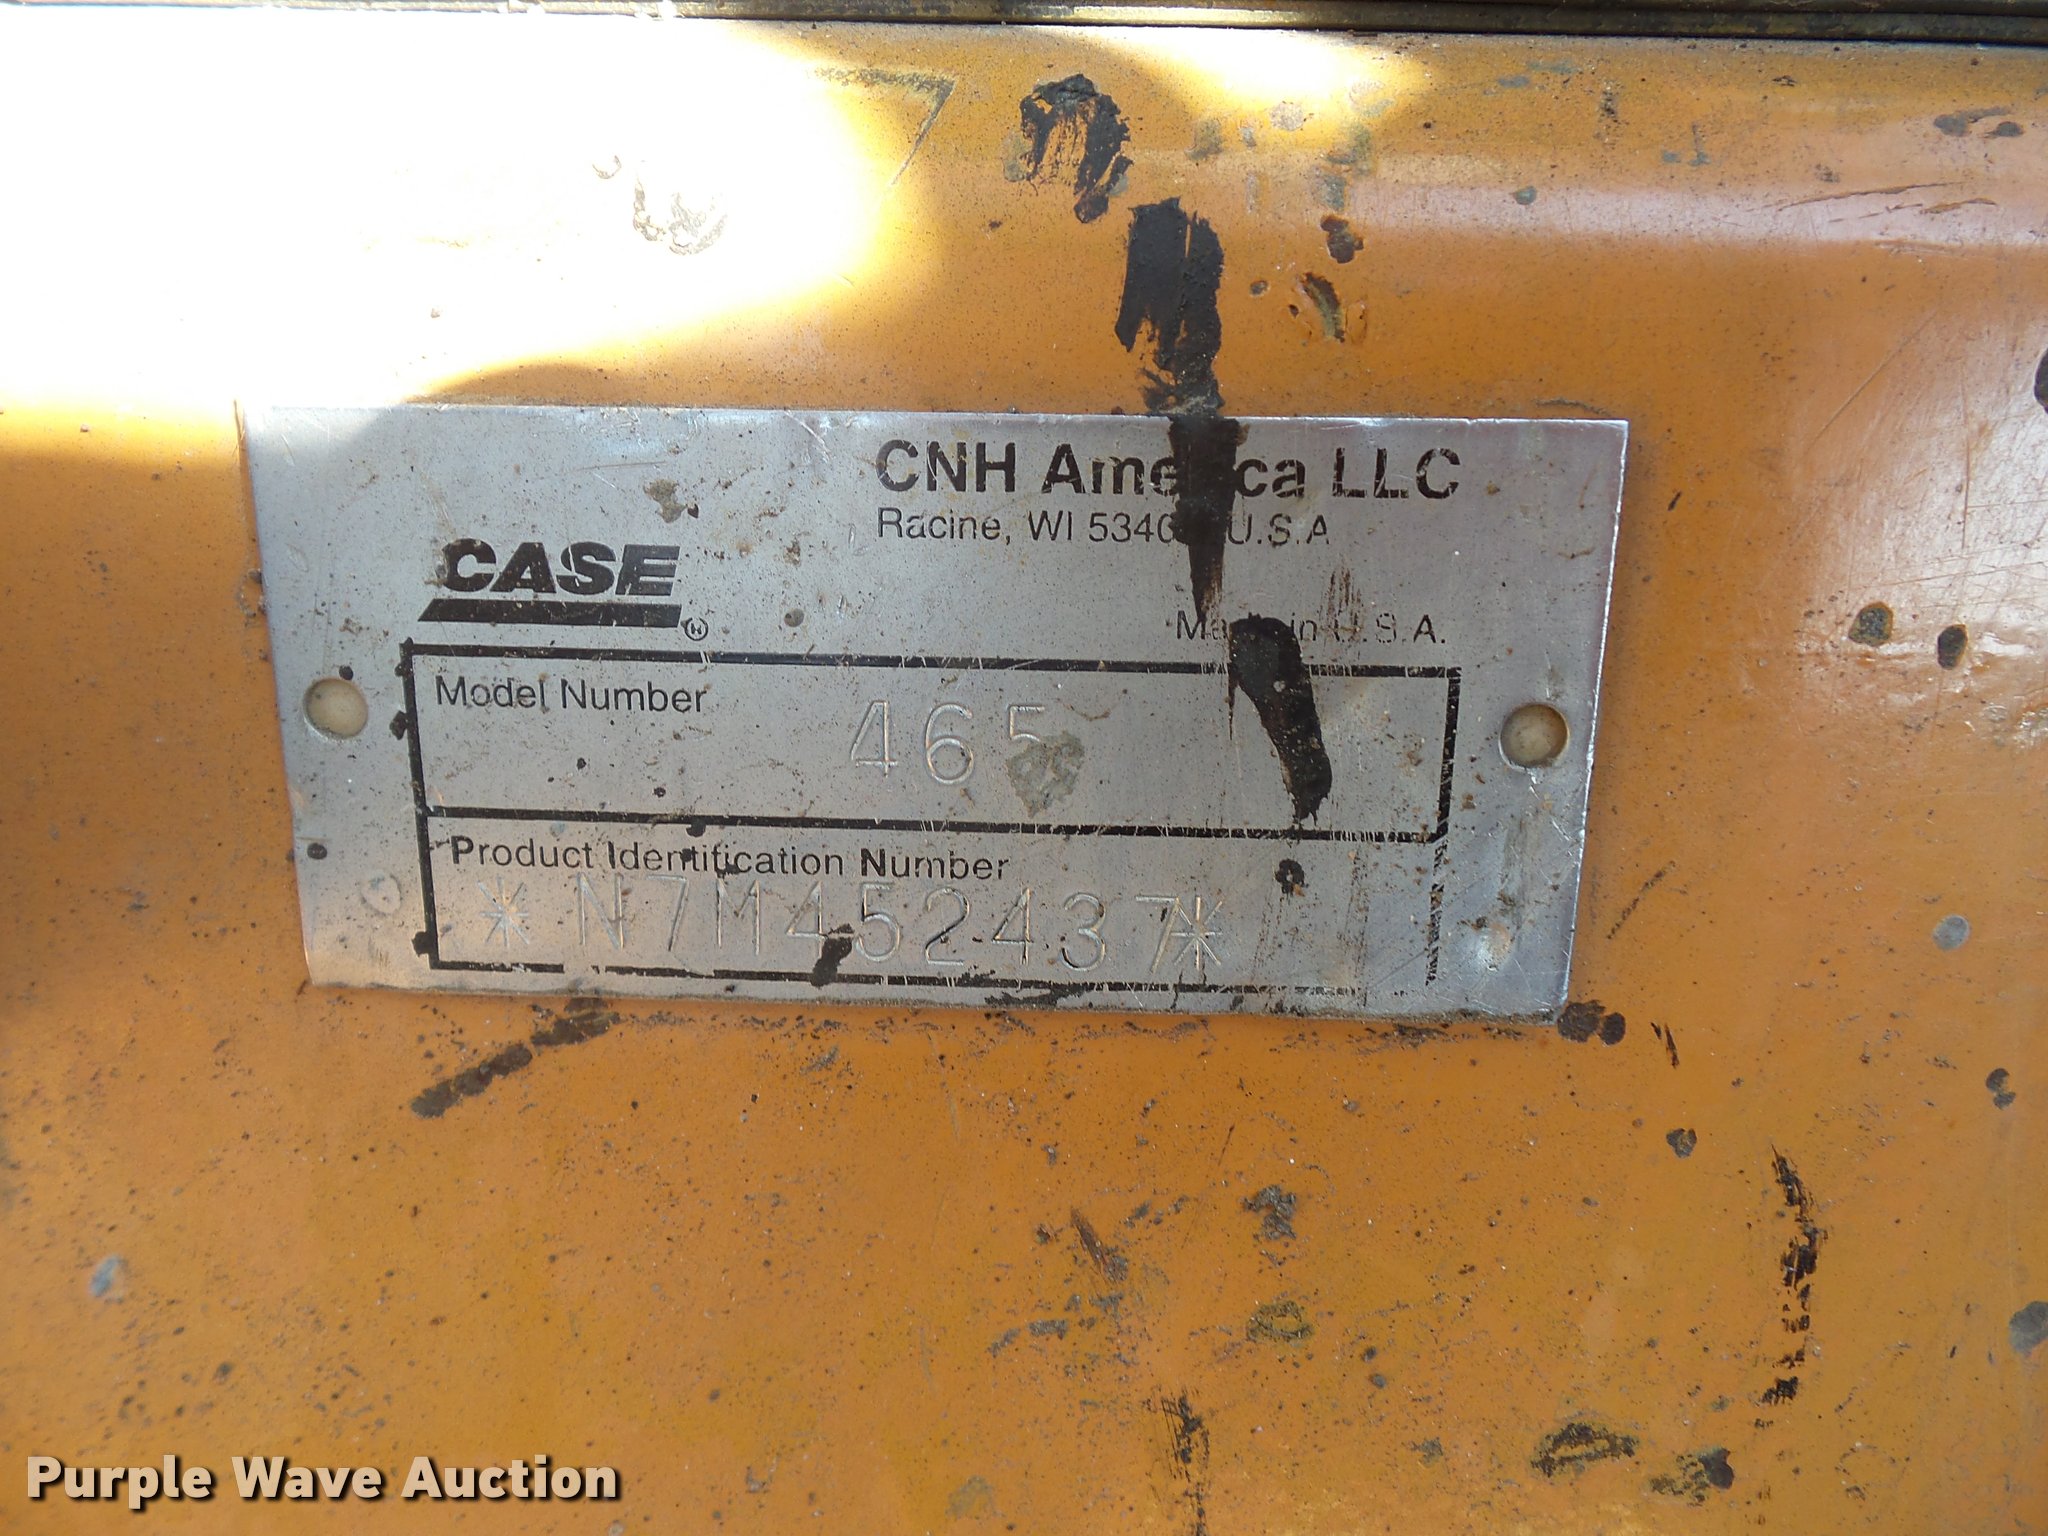 CNH America LLC
Racine, WI 5340 U.S.A
CASE
Made in U.S.A.
Model Number
465
Product Identification Number
*N7M452437*
Purple Wave Auction